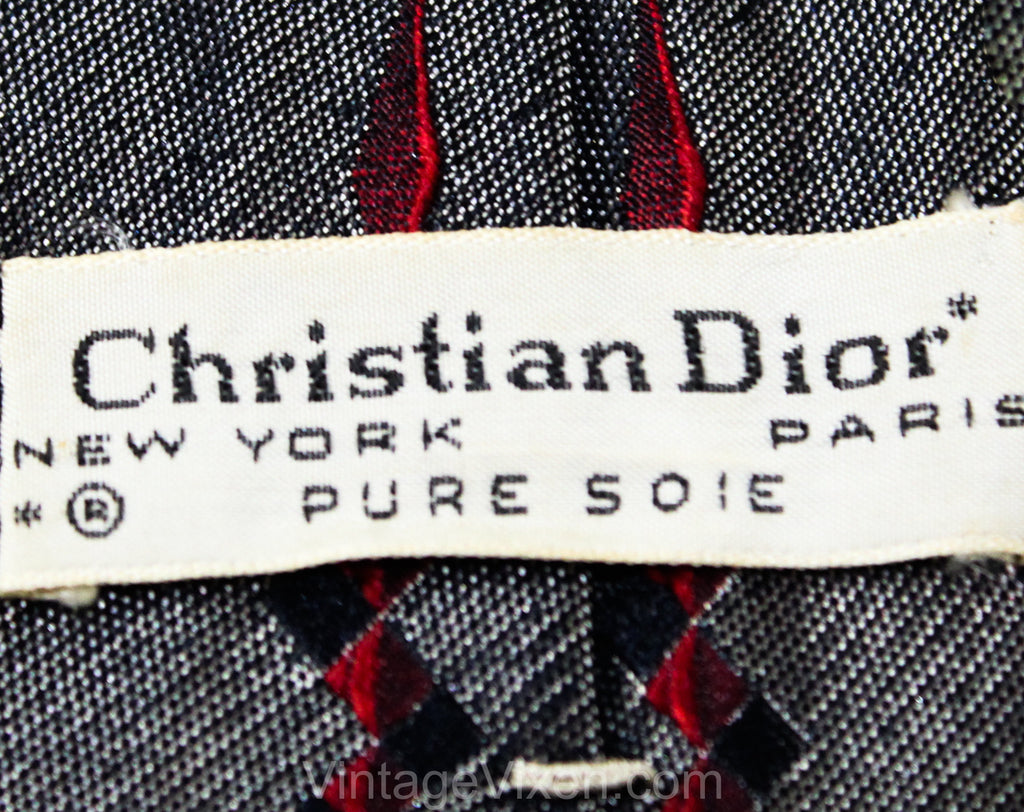 Christian Dior*
NEW YORK PARIS
* ® PURE SOIE
VintageVixen.com